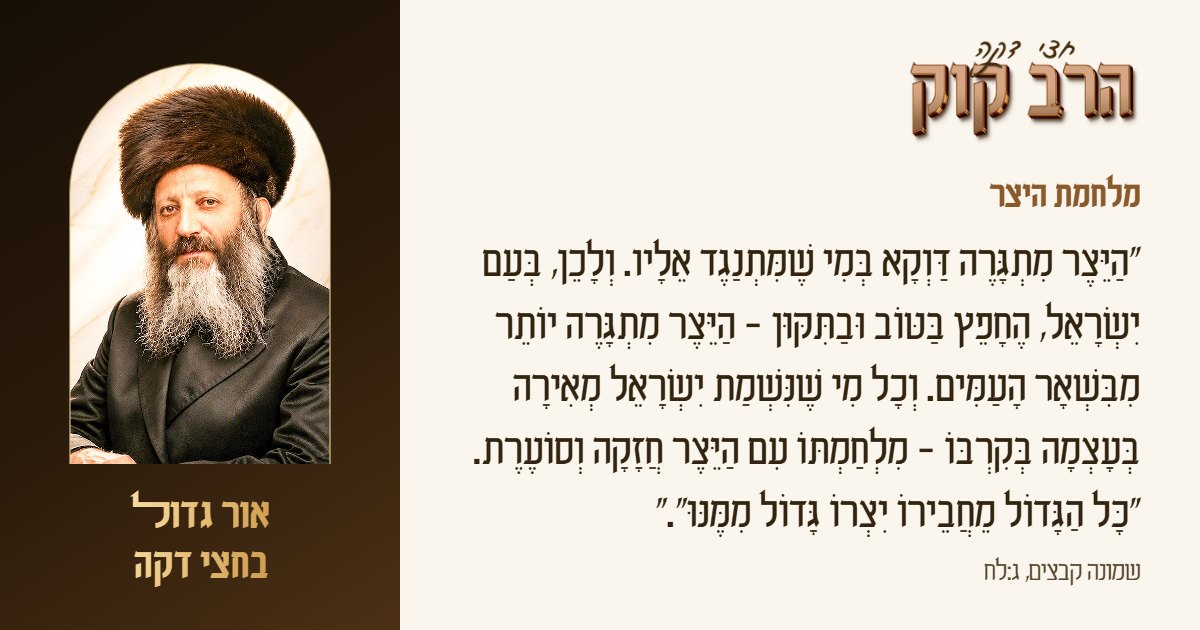 חצי דקה
הרב קוק
מלחמת היצר
"הַיֵּצֶר מִתְגָּרֶה דַּוְקָא בְּמִי שֶׁמִּתְנַגֵּד אֵלָיו. וְלָכֵן, בְּעַם
יִשְׂרָאֵל, הֶחָפֵץ בַּטּוֹב וּבַתִּקּוּן - הַיֵּצֶר מִתְגָּרֶה יוֹתֵר
מִבִּשְׁאָר הָעַמִּים. וְכָל מִי שֶׁנִּשְׁמַת יִשְׂרָאֵל מְאִירָה
בְּעָצְמָה בְּקִרְבּוֹ - מִלְחַמְתּוֹ עִם הַיֵּצֶר חֲזָקָה וְסוֹעֶרֶת.
"כָּל הַגָּדוֹל מֵחֲבֵירוֹ יִצְרוֹ גָּדוֹל מִמֶּנּוּ"."
שמונה קבצים, ג:לח
אור גדול
בחצי דקה